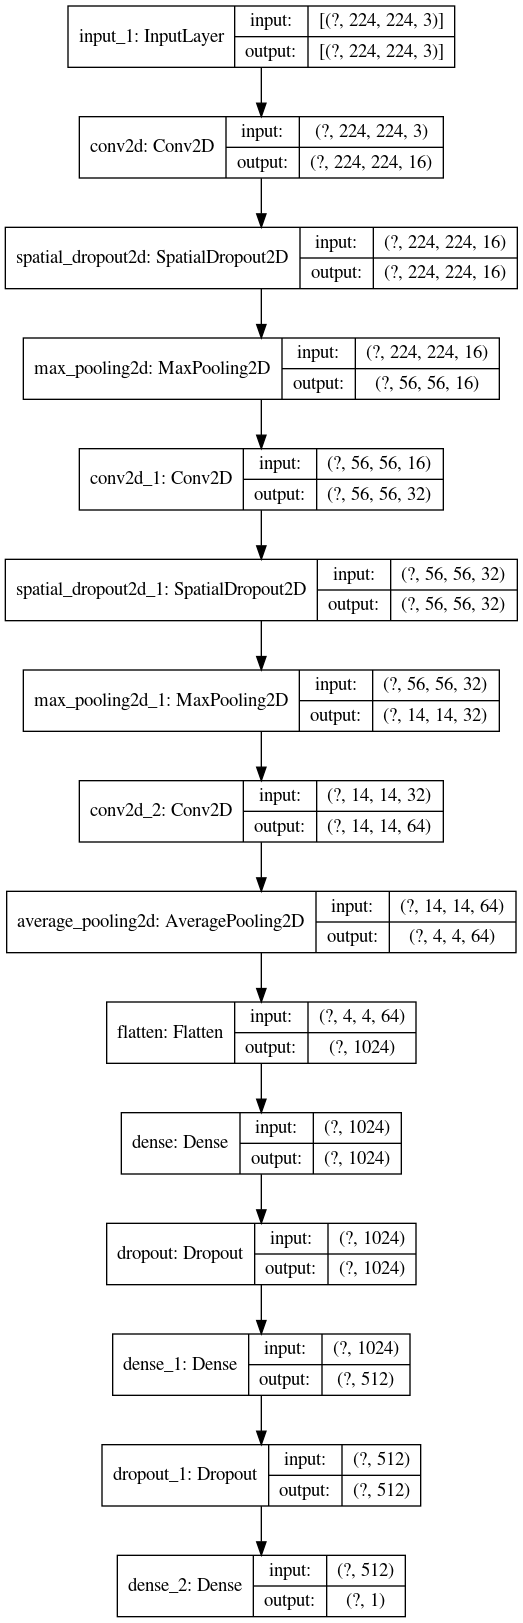 input_1: InputLayer
input: [(?, 224, 224, 3)]
output: [(?, 224, 224, 3)]
conv2d: Conv2D
input: (?, 224, 224, 3)
output: (?, 224, 224, 16)
spatial_dropout2d: SpatialDropout2D
input: (?, 224, 224, 16)
output: (?, 224, 224, 16)
max_pooling2d: MaxPooling2D
input: (?, 224, 224, 16)
output: (?, 56, 56, 16)
conv2d_1: Conv2D
input: (?, 56, 56, 16)
output: (?, 56, 56, 32)
spatial_dropout2d_1: SpatialDropout2D
input: (?, 56, 56, 32)
output: (?, 56, 56, 32)
max_pooling2d_1: MaxPooling2D
input: (?, 56, 56, 32)
output: (?, 14, 14, 32)
conv2d_2: Conv2D
input: (?, 14, 14, 32)
output: (?, 14, 14, 64)
average_pooling2d: AveragePooling2D
input: (?, 14, 14, 64)
output: (?, 4, 4, 64)
flatten: Flatten
input: (?, 4, 4, 64)
output: (?, 1024)
dense: Dense
input: (?, 1024)
output: (?, 1024)
dropout: Dropout
input: (?, 1024)
output: (?, 1024)
dense_1: Dense
input: (?, 1024)
output: (?, 512)
dropout_1: Dropout
input: (?, 512)
output: (?, 512)
dense_2: Dense
input: (?, 512)
output: (?, 1)